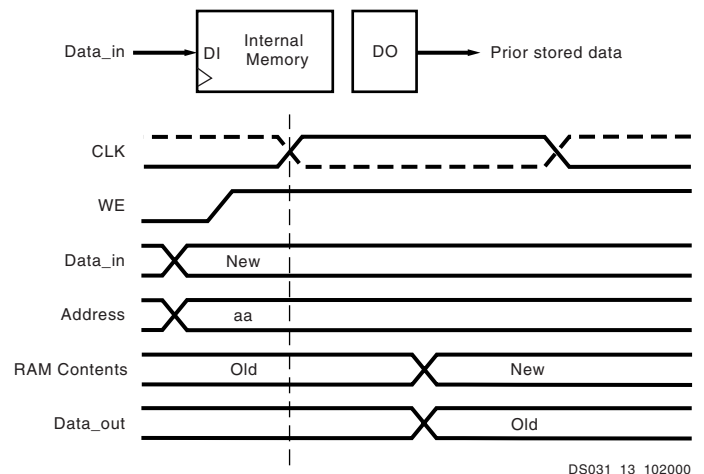 Data_in DI Internal Memory DO Prior stored data
CLK
WE
Data_in New
Address aa
RAM Contents Old New
Data_out Old
DS031_13_102000